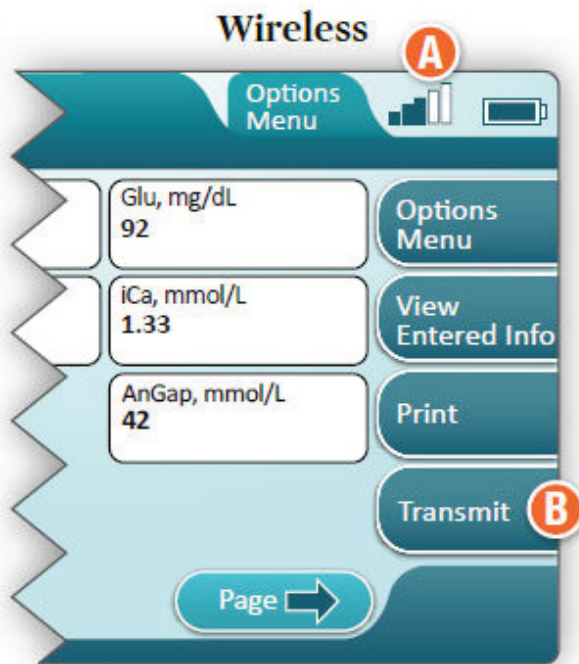 Wireless
A
Options
Menu
Glu, mg/dL
92
Options
Menu
iCa, mmol/L
1.33
View
Entered Info
AnGap, mmol/L
42
Print
Transmit
B
Page